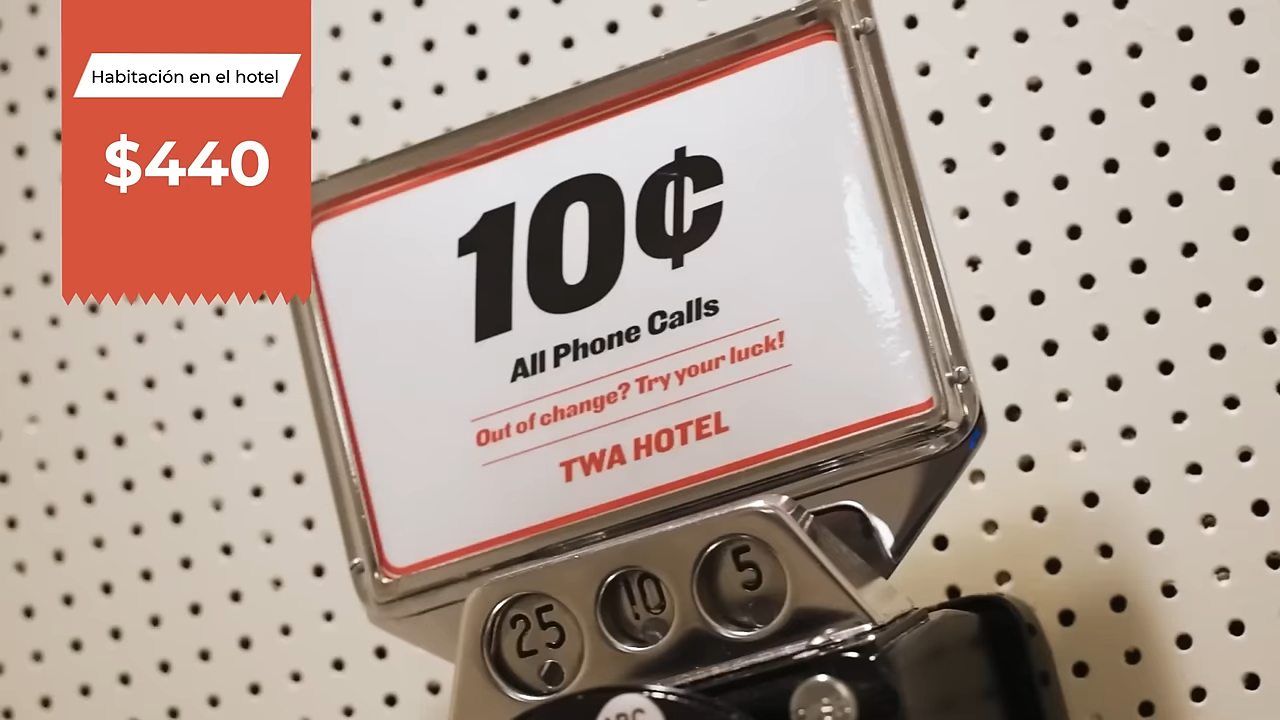 Habitación en el hotel
$440
10¢
All Phone Calls
Out of change? Try your luck!
TWA HOTEL
25
10
5
ABC